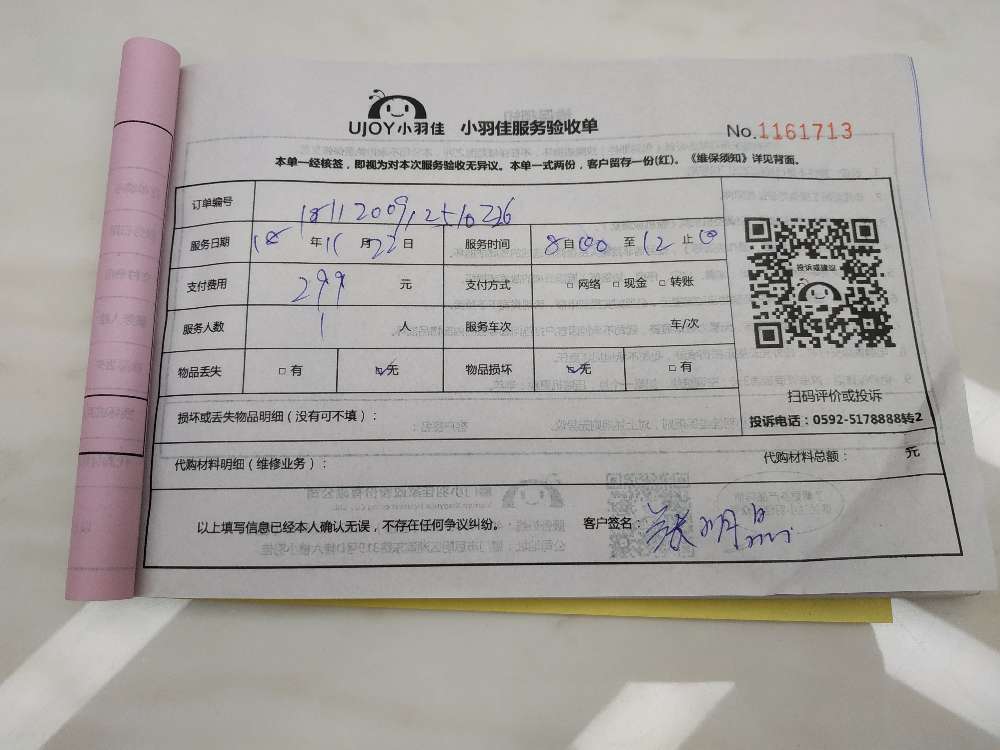 UJOY小羽佳 小羽佳服务验收单
No.1161713
本单一经核签，即视为对本次服务验收无异议。本单一式两份，客户留存一份(红)。《维保须知》详见背面。
订单编号
服务日期 18 年 11 月 22 日 服务时间 8 自 00 至 12 止 00
支付费用 299 元 支付方式 □ 网络 □ 现金 □ 转账
服务人数 1 人 服务车次 车/次
物品丢失 □ 有 ☑ 无 物品损坏 ☑ 无 □ 有
投诉或建议
扫码评价或投诉
投诉电话：0592-5178888转2
损坏或丢失物品明细（没有可不填）：
代购材料明细（维修业务）： 代购材料总额： 元
以上填写信息已经本人确认无误，不存在任何争议纠纷。 客户签名：